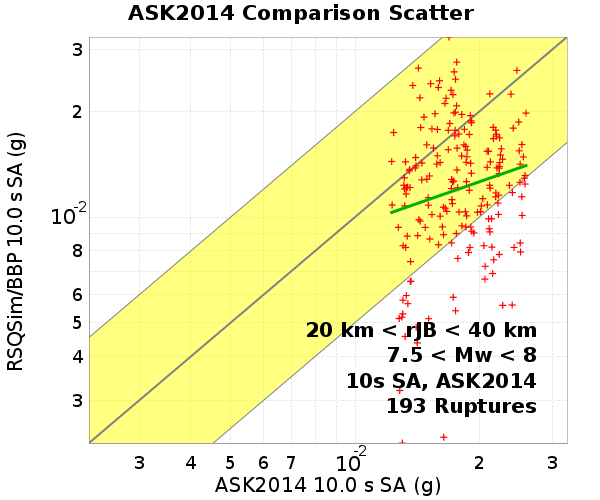 ASK2014 Comparison Scatter
RSQSim/BBP 10.0 s SA (g)
3
2
10-2
8
6
5
4
3
20 km < rJB < 40 km
7.5 < Mw < 8
10s SA, ASK2014
193 Ruptures
3 4 5 6 7 10-2 2 3
ASK2014 10.0 s SA (g)